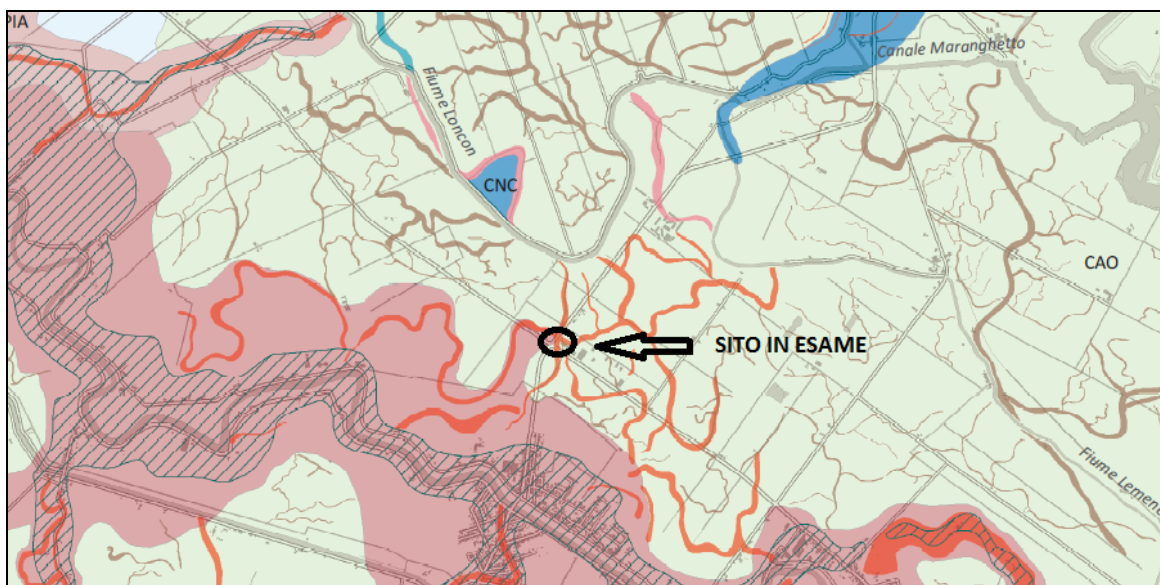 PIA
Canale Maranghetto
Fiume Loncon
CNC
CAO
SITO IN ESAME
Fiume Lemene